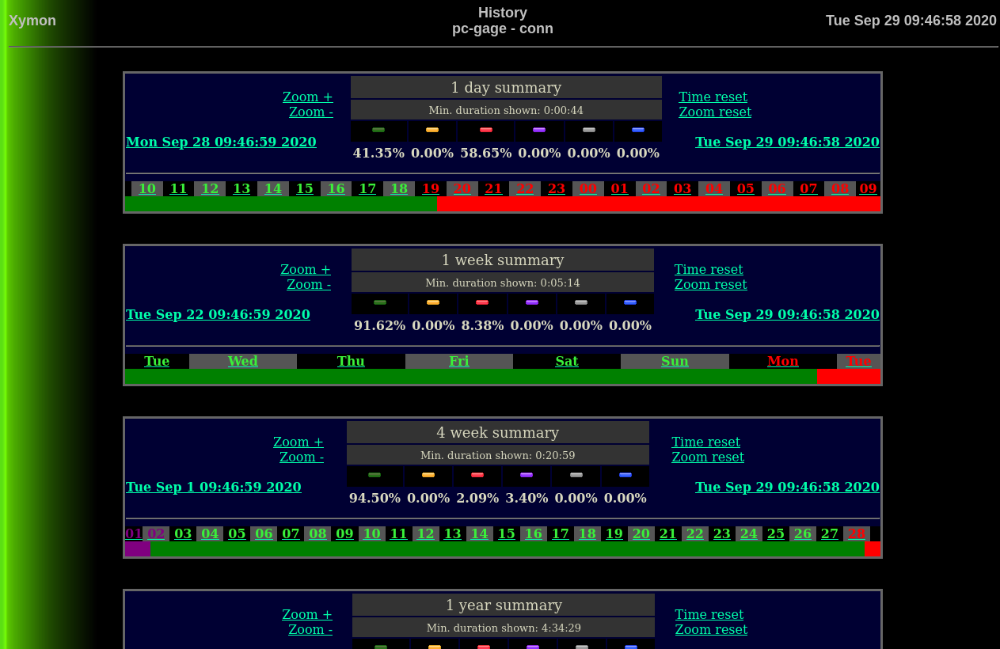 Xymon
History
pc-gage - conn
Tue Sep 29 09:46:58 2020
1 day summary
Zoom +
Zoom -
Min. duration shown: 0:00:44
Time reset
Zoom reset
Mon Sep 28 09:46:59 2020
41.35% 0.00% 58.65% 0.00% 0.00% 0.00%
Tue Sep 29 09:46:58 2020
10 11 12 13 14 15 16 17 18 19 20 21 22 23 00 01 02 03 04 05 06 07 08 09
1 week summary
Zoom +
Zoom -
Min. duration shown: 0:05:14
Time reset
Zoom reset
Tue Sep 22 09:46:59 2020
91.62% 0.00% 8.38% 0.00% 0.00% 0.00%
Tue Sep 29 09:46:58 2020
Tue Wed Thu Fri Sat Sun Mon Tue
4 week summary
Zoom +
Zoom -
Min. duration shown: 0:20:59
Time reset
Zoom reset
Tue Sep 1 09:46:59 2020
94.50% 0.00% 2.09% 3.40% 0.00% 0.00%
Tue Sep 29 09:46:58 2020
01 02 03 04 05 06 07 08 09 10 11 12 13 14 15 16 17 18 19 20 21 22 23 24 25 26 27 28
1 year summary
Zoom +
Zoom -
Min. duration shown: 4:34:29
Time reset
Zoom reset